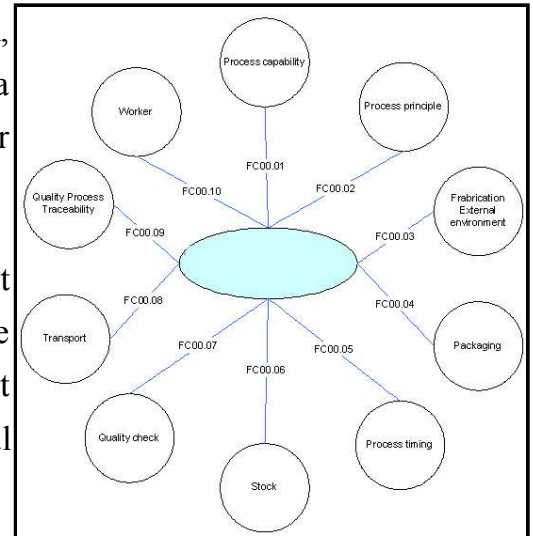 ,
a
r
t
e
t
al
Process capability
Process principle
Worker
FC00.01
FC00.02
FC00.10
Quality Process
Traceability
Frabrication
External
environment
FC00.09
FC00.03
FC00.08
FC00.04
Transport
Packaging
FC00.07
FC00.05
FC00.06
Quality check
Process timing
Stock